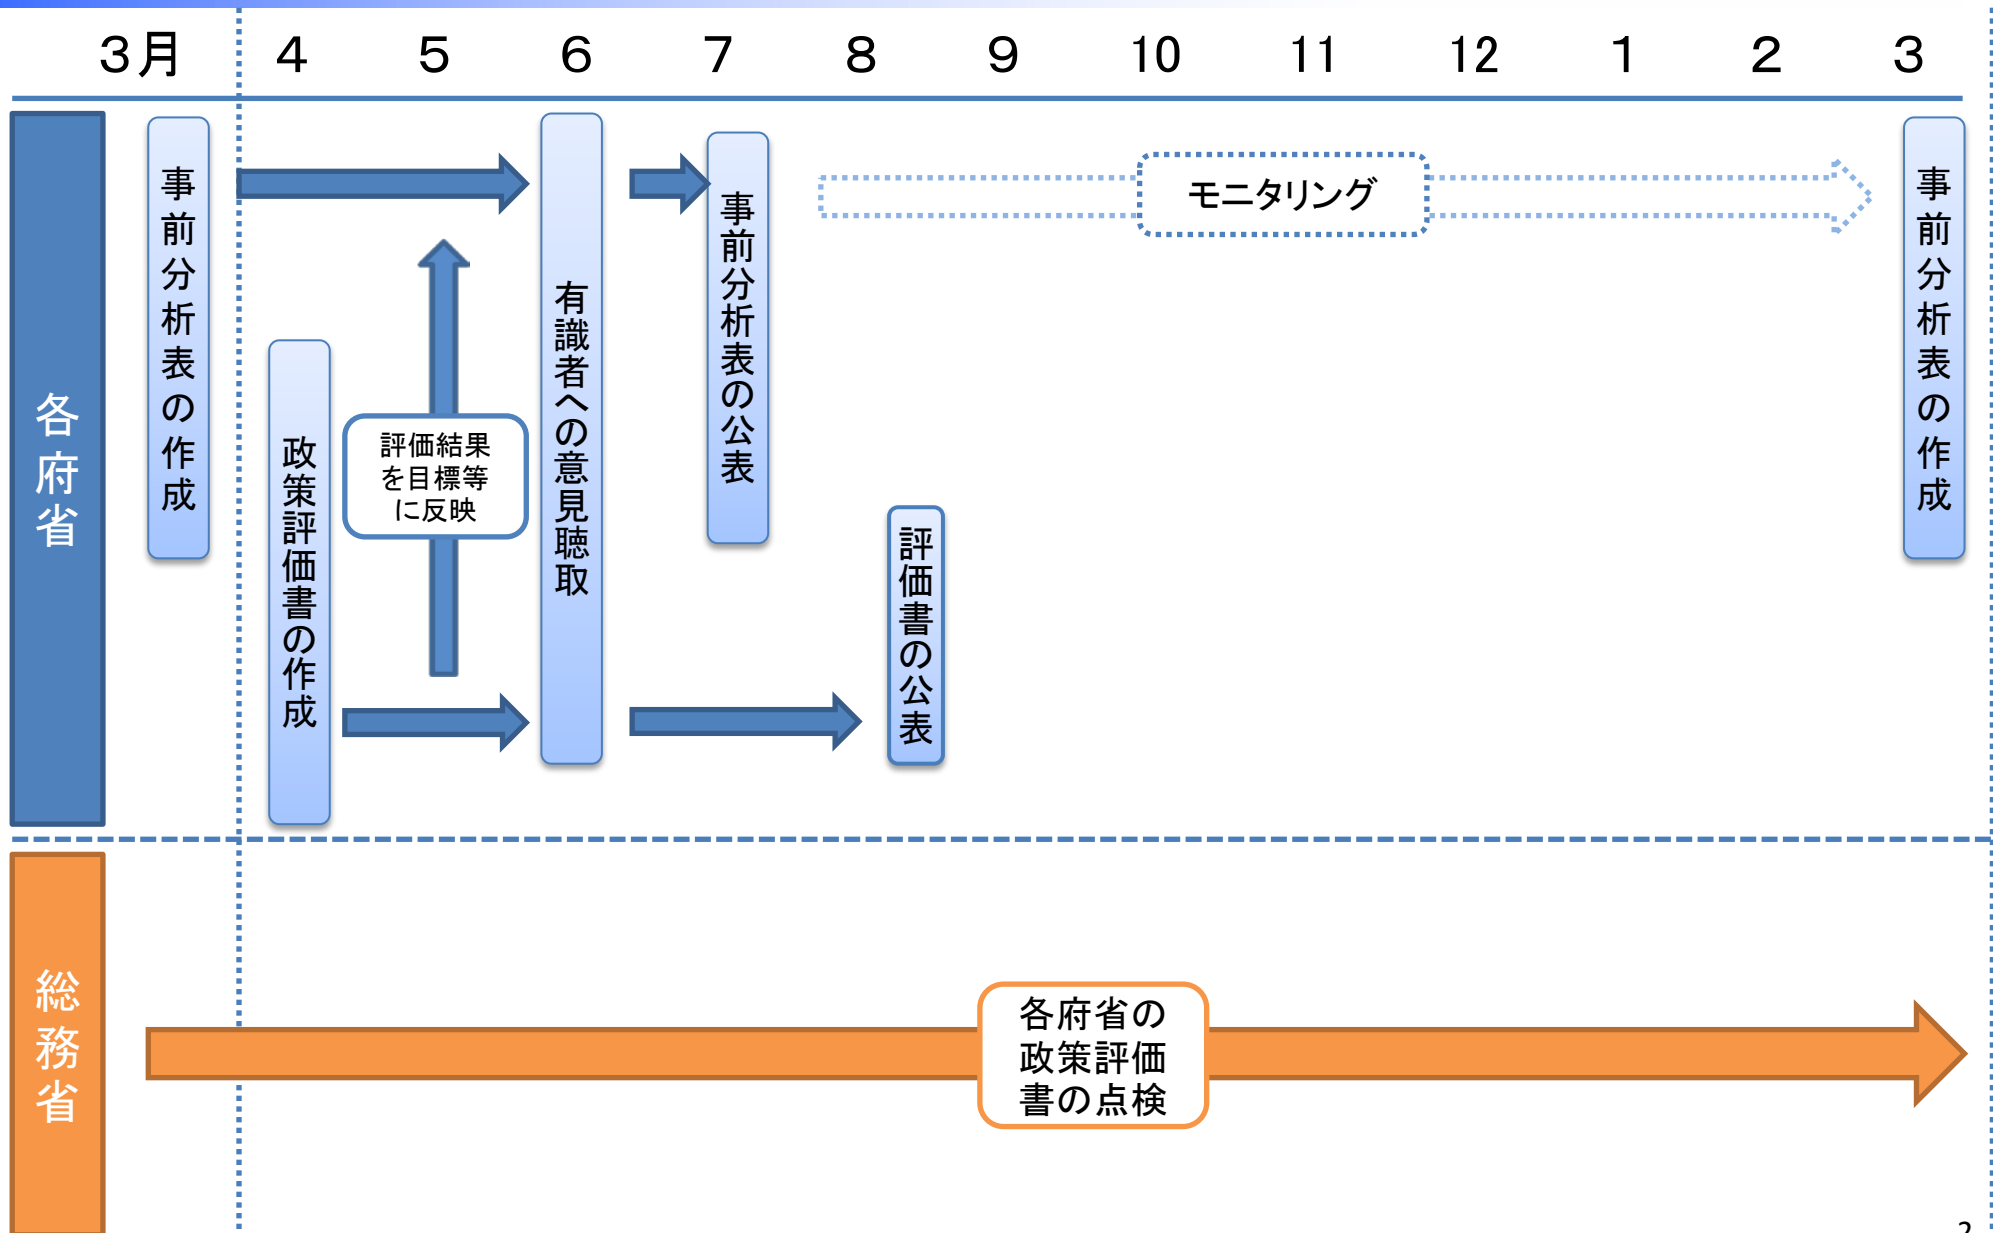 3月 4 5 6 7 8 9 10 11 12 1 2 3
各府省
事前分析表の作成
政策評価書の作成
評価結果
を目標等
に反映
有識者への意見聴取
事前分析表の公表
評価書の公表
モニタリング
事前分析表の作成
総務省
各府省の
政策評価
書の点検
2